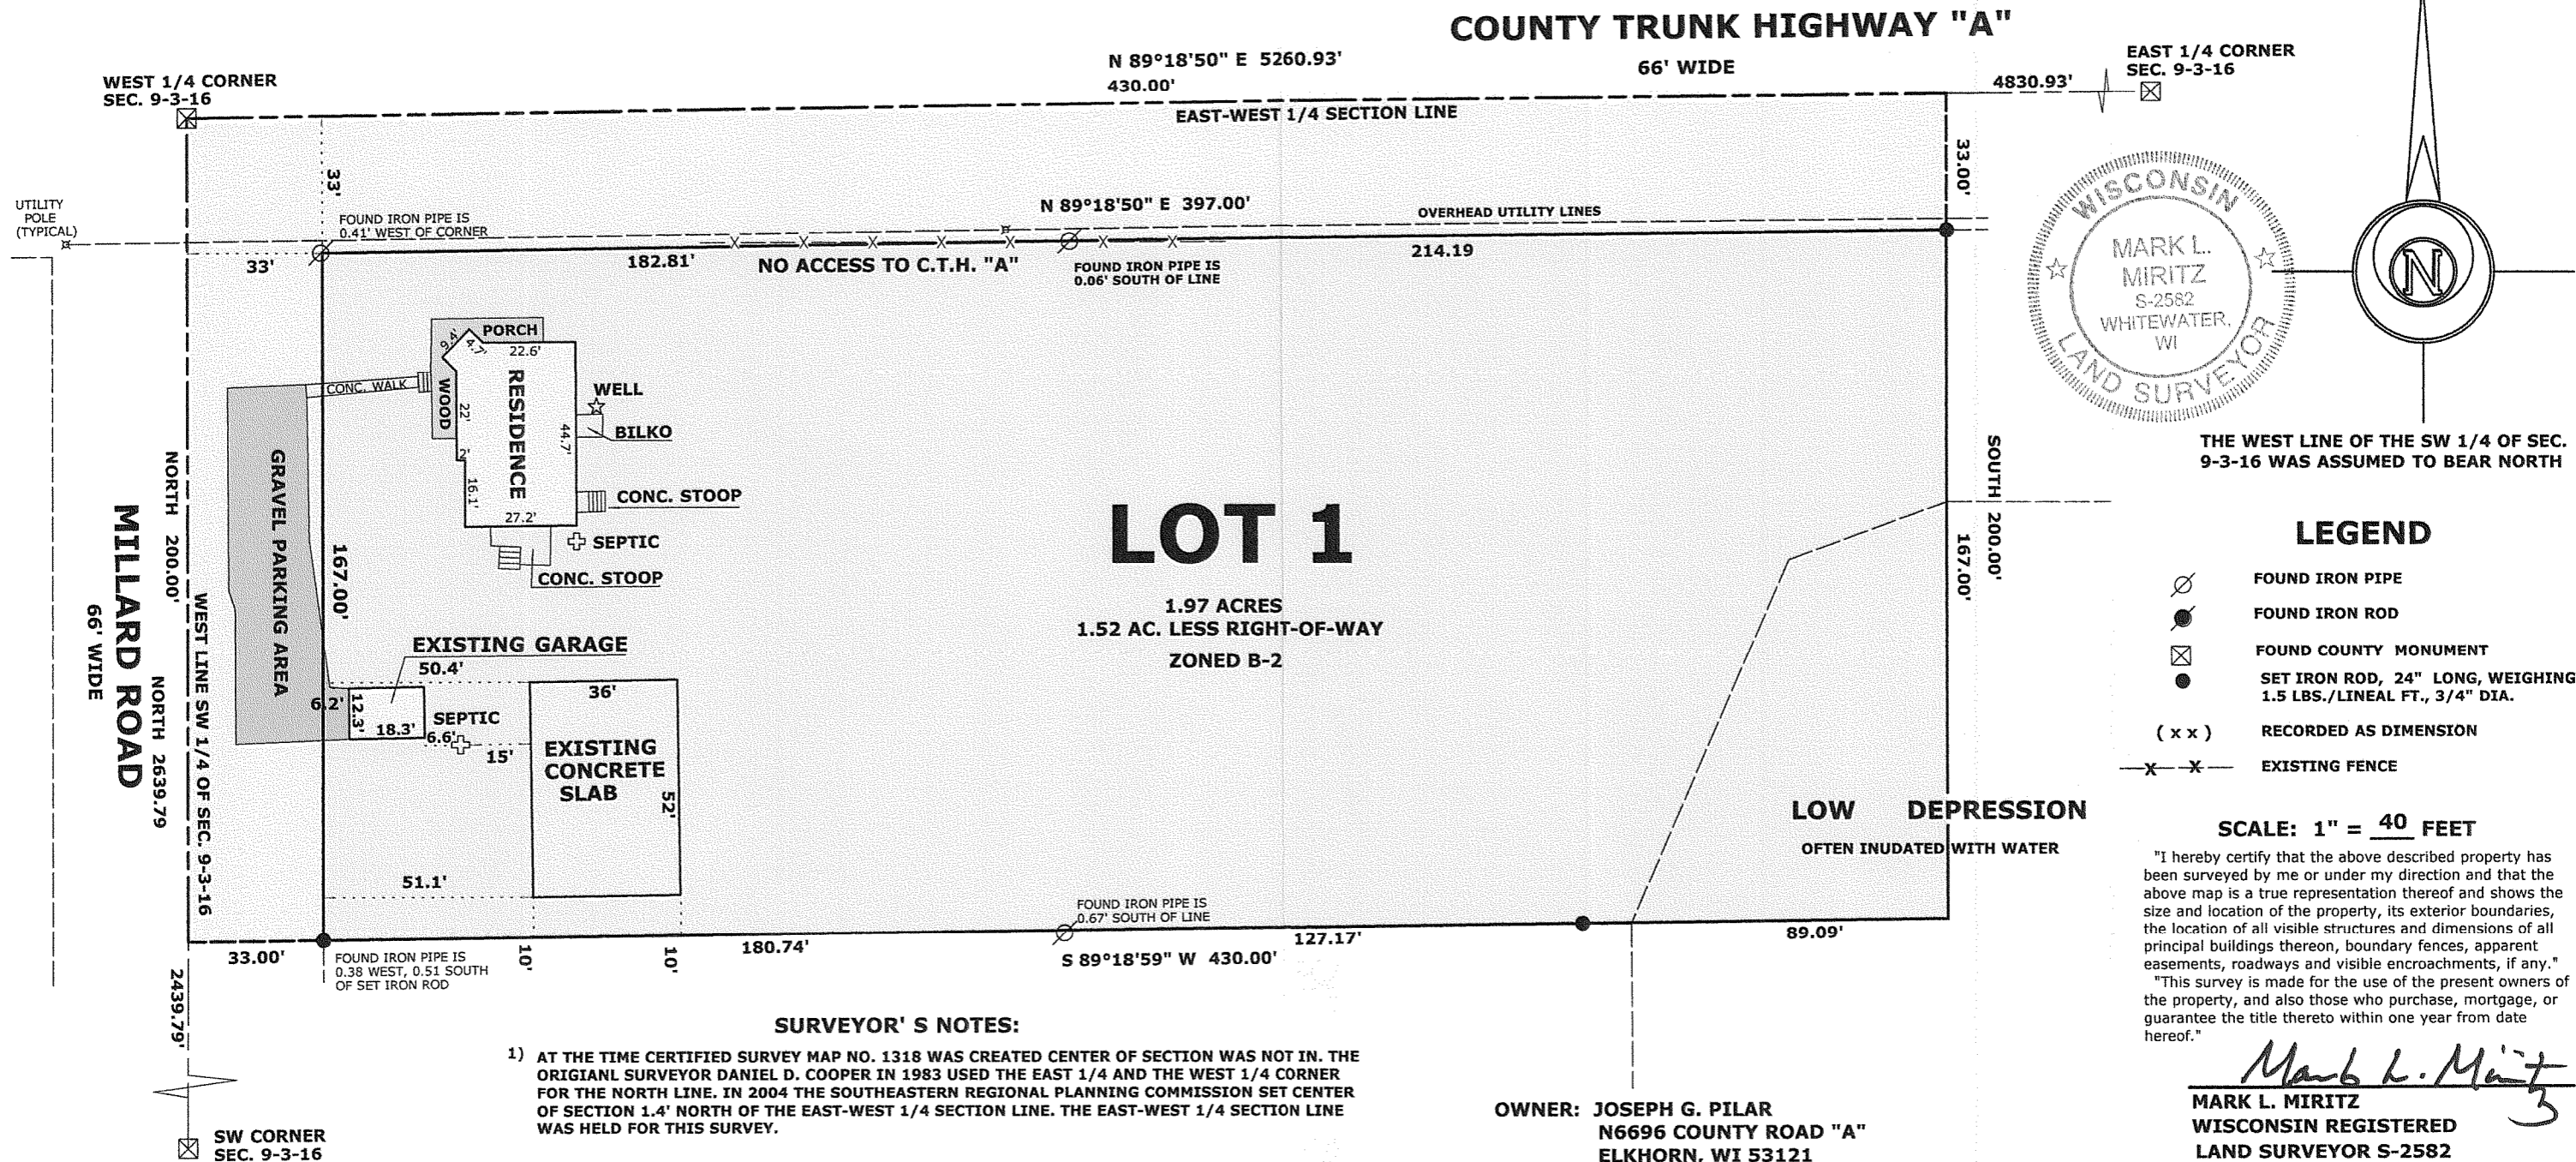 COUNTY TRUNK HIGHWAY "A"
66' WIDE
N 89°18'50" E 5260.93'
430.00'
WEST 1/4 CORNER
SEC. 9-3-16
EAST 1/4 CORNER
SEC. 9-3-16
4830.93'
EAST-WEST 1/4 SECTION LINE
33'
33.00'
UTILITY
POLE
(TYPICAL)
FOUND IRON PIPE IS
0.41' WEST OF CORNER
N 89°18'50" E 397.00'
OVERHEAD UTILITY LINES
33'
182.81'
NO ACCESS TO C.T.H. "A"
FOUND IRON PIPE IS
0.06' SOUTH OF LINE
214.19
WISCONSIN
MARK L.
MIRITZ
S-2582
WHITEWATER,
WI
LAND SURVEYOR
N
THE WEST LINE OF THE SW 1/4 OF SEC.
9-3-16 WAS ASSUMED TO BEAR NORTH
PORCH
9.4'
4.7'
22.6'
CONC. WALK
WOOD
22'
RESIDENCE
44.7'
2'
16.1'
27.2'
WELL
BILKO
CONC. STOOP
SEPTIC
CONC. STOOP
GRAVEL PARKING AREA
167.00'
NORTH 200.00'
MILLARD ROAD
66' WIDE
NORTH 2639.79
WEST LINE SW 1/4 OF SEC. 9-3-16
LOT 1
1.97 ACRES
1.52 AC. LESS RIGHT-OF-WAY
ZONED B-2
SOUTH 200.00'
167.00'
EXISTING GARAGE
50.4'
6.2'
12.3'
18.3'
SEPTIC
6.6'
15'
36'
EXISTING
CONCRETE
SLAB
52'
51.1'
LOW DEPRESSION
OFTEN INUDATED WITH WATER
33.00'
FOUND IRON PIPE IS
0.38 WEST, 0.51 SOUTH
OF SET IRON ROD
10'
10'
180.74'
FOUND IRON PIPE IS
0.67' SOUTH OF LINE
S 89°18'59" W 430.00'
127.17'
89.09'
2439.79'
SW CORNER
SEC. 9-3-16
LEGEND
FOUND IRON PIPE
FOUND IRON ROD
FOUND COUNTY MONUMENT
SET IRON ROD, 24" LONG, WEIGHING
1.5 LBS./LINEAL FT., 3/4" DIA.
( x x ) RECORDED AS DIMENSION
X X EXISTING FENCE
SCALE: 1" = 40 FEET
"I hereby certify that the above described property has
been surveyed by me or under my direction and that the
above map is a true representation thereof and shows the
size and location of the property, its exterior boundaries,
the location of all visible structures and dimensions of all
principal buildings thereon, boundary fences, apparent
easements, roadways and visible encroachments, if any."
"This survey is made for the use of the present owners of
the property, and also those who purchase, mortgage, or
guarantee the title thereto within one year from date
hereof."
Mark L. Miritz
MARK L. MIRITZ
WISCONSIN REGISTERED
LAND SURVEYOR S-2582
SURVEYOR' S NOTES:
1) AT THE TIME CERTIFIED SURVEY MAP NO. 1318 WAS CREATED CENTER OF SECTION WAS NOT IN. THE
ORIGIANL SURVEYOR DANIEL D. COOPER IN 1983 USED THE EAST 1/4 AND THE WEST 1/4 CORNER
FOR THE NORTH LINE. IN 2004 THE SOUTHEASTERN REGIONAL PLANNING COMMISSION SET CENTER
OF SECTION 1.4' NORTH OF THE EAST-WEST 1/4 SECTION LINE. THE EAST-WEST 1/4 SECTION LINE
WAS HELD FOR THIS SURVEY.
OWNER: JOSEPH G. PILAR
N6696 COUNTY ROAD "A"
ELKHORN, WI 53121